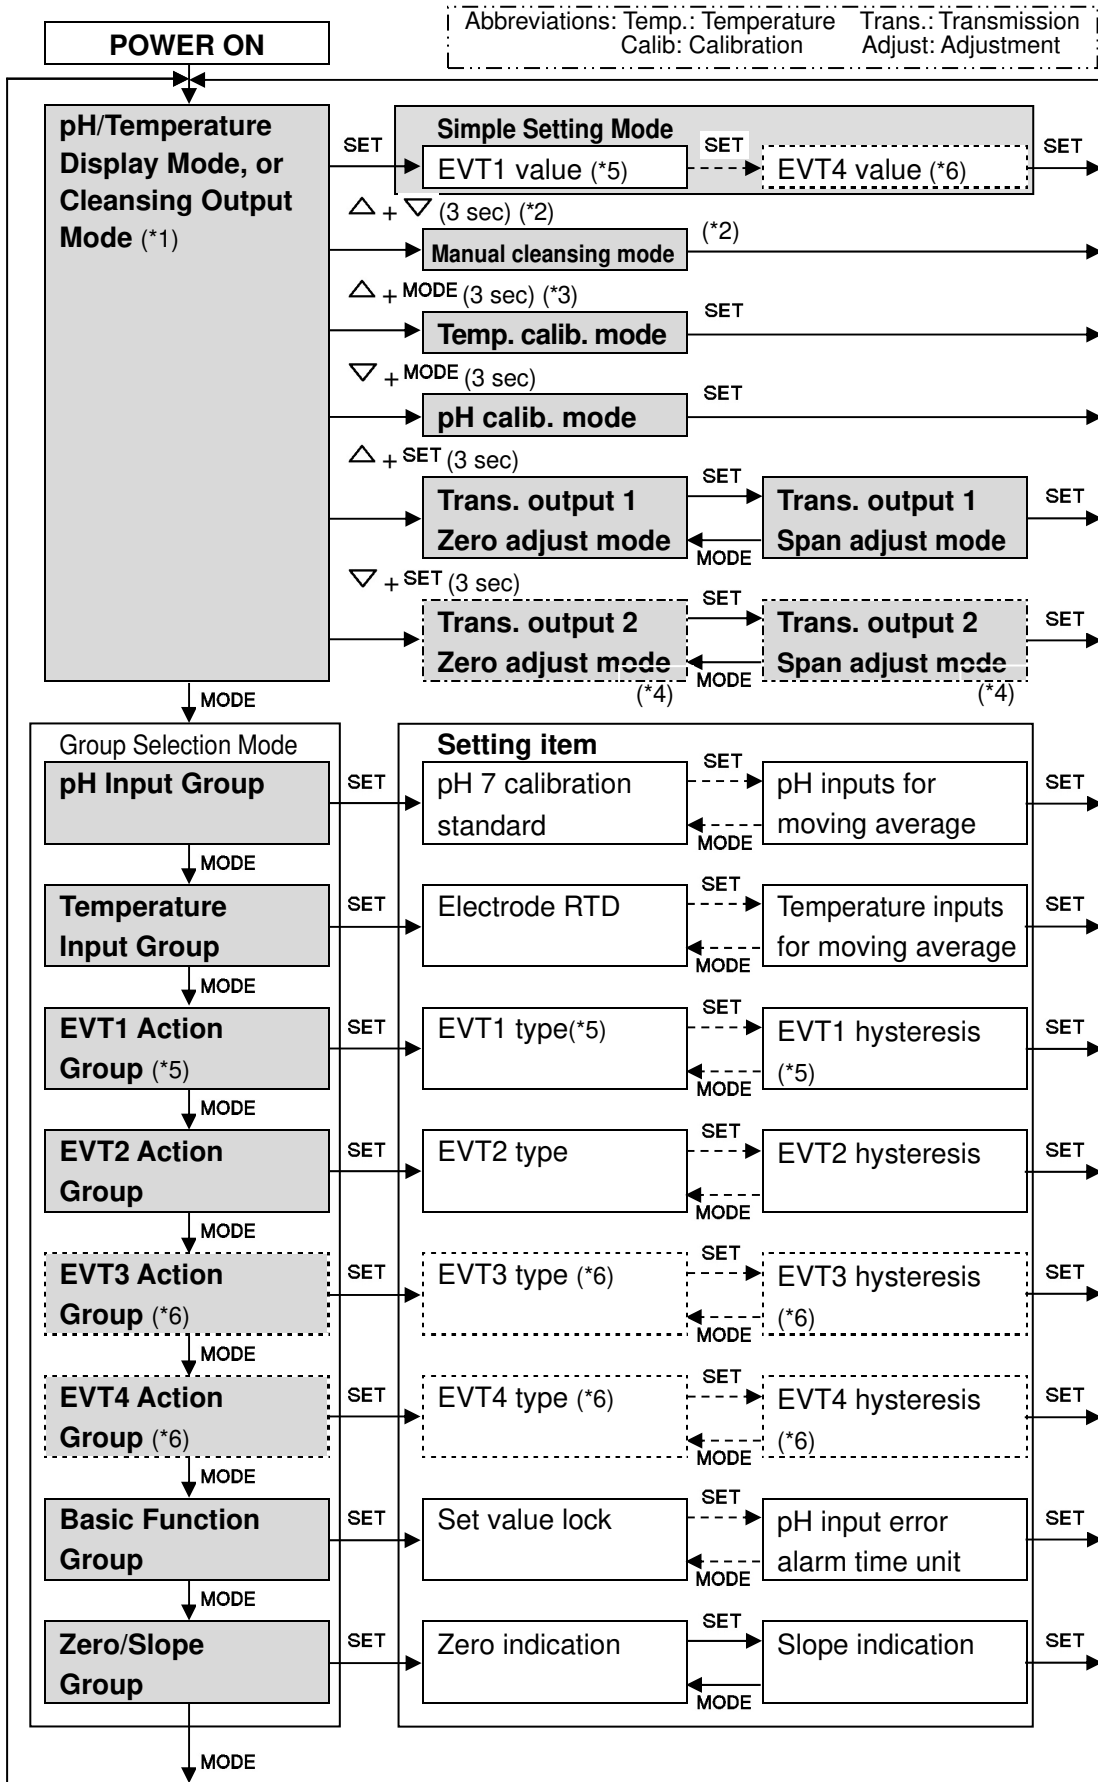 Abbreviations: Temp.: Temperature Trans.: Transmission
Calib: Calibration Adjust: Adjustment
POWER ON
pH/Temperature
Display Mode, or
Cleansing Output
Mode (*1)
SET
Simple Setting Mode
EVT1 value (*5)
SET
EVT4 value (*6)
SET
△ + ▽ (3 sec) (*2)
Manual cleansing mode
(*2)
△ + MODE (3 sec) (*3)
Temp. calib. mode
SET
▽ + MODE (3 sec)
pH calib. mode
SET
△ + SET (3 sec)
Trans. output 1
Zero adjust mode
SET
MODE
Trans. output 1
Span adjust mode
SET
▽ + SET (3 sec)
Trans. output 2
Zero adjust mode
(*4)
SET
MODE
Trans. output 2
Span adjust mode
(*4)
SET
MODE
Group Selection Mode
Setting item
pH Input Group
SET
pH 7 calibration
standard
SET
MODE
pH inputs for
moving average
SET
MODE
Temperature
Input Group
SET
Electrode RTD
SET
MODE
Temperature inputs
for moving average
SET
MODE
EVT1 Action
Group (*5)
SET
EVT1 type(*5)
SET
MODE
EVT1 hysteresis
(*5)
SET
MODE
EVT2 Action
Group
SET
EVT2 type
SET
MODE
EVT2 hysteresis
SET
MODE
EVT3 Action
Group (*6)
SET
EVT3 type (*6)
SET
MODE
EVT3 hysteresis
(*6)
SET
MODE
EVT4 Action
Group (*6)
SET
EVT4 type (*6)
SET
MODE
EVT4 hysteresis
(*6)
SET
MODE
Basic Function
Group
SET
Set value lock
SET
MODE
pH input error
alarm time unit
SET
MODE
Zero/Slope
Group
SET
Zero indication
SET
MODE
Slope indication
SET
MODE